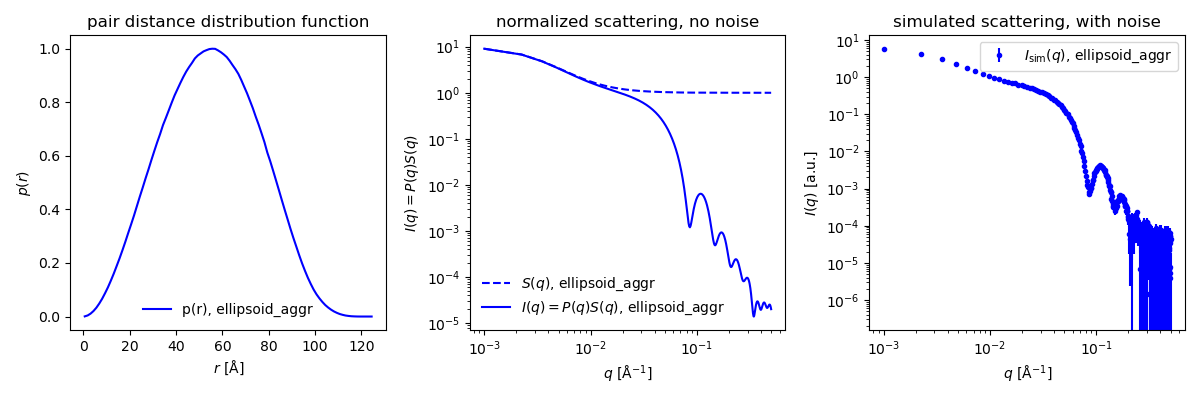 pair distance distribution function
1.0
0.8
0.6
0.4
0.2
0.0
p(r)
p(r), ellipsoid_aggr
0 20 40 60 80 100 120
r [Å]
normalized scattering, no noise
10¹
10⁰
10⁻¹
10⁻²
10⁻³
10⁻⁴
10⁻⁵
I(q) = P(q)S(q)
S(q), ellipsoid_aggr
I(q) = P(q)S(q), ellipsoid_aggr
10⁻³ 10⁻² 10⁻¹
q [Å⁻¹]
simulated scattering, with noise
I_sim(q), ellipsoid_aggr
10¹
10⁰
10⁻¹
10⁻²
10⁻³
10⁻⁴
10⁻⁵
10⁻⁶
I(q) [a.u.]
10⁻³ 10⁻² 10⁻¹
q [Å⁻¹]